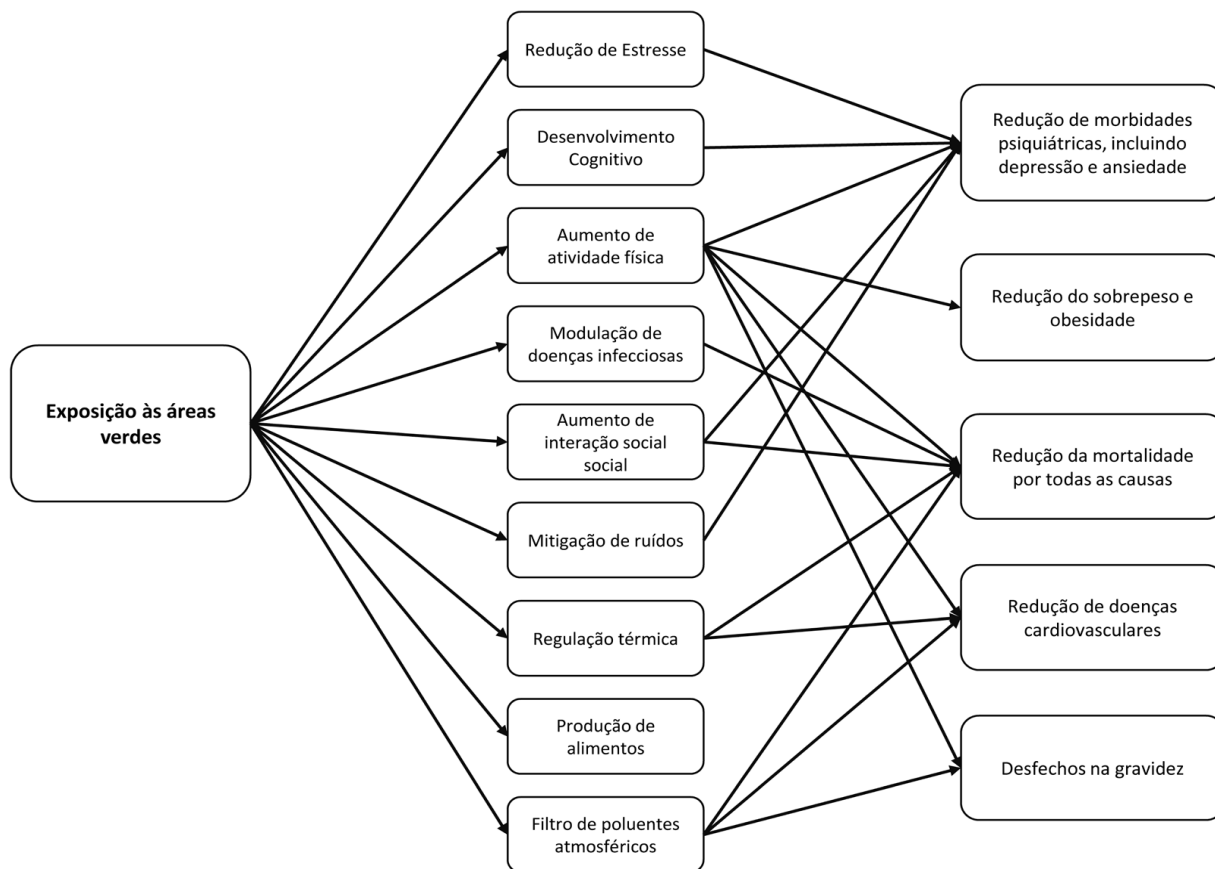 Exposição às áreas
verdes
Redução de Estresse
Desenvolvimento
Cognitivo
Aumento de
atividade física
Modulação de
doenças infecciosas
Aumento de
interação social
social
Mitigação de ruídos
Regulação térmica
Produção de
alimentos
Filtro de poluentes
atmosféricos
Redução de morbidades
psiquiátricas, incluindo
depressão e ansiedade
Redução do sobrepeso e
obesidade
Redução da mortalidade
por todas as causas
Redução de doenças
cardiovasculares
Desfechos na gravidez